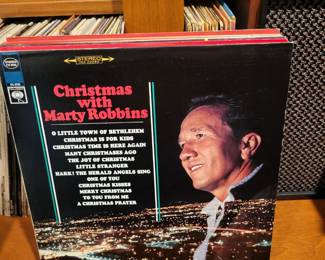 STEREO
Christmas
with
Marty Robbins
O LITTLE TOWN OF BETHLEHEM
CHRISTMAS IS FOR KIDS
CHRISTMAS TIME IS HERE AGAIN
MANY CHRISTMASES AGO
THE JOY OF CHRISTMAS
LITTLE STRANGER
HARK! THE HERALD ANGELS SING
ONE OF YOU
CHRISTMAS KISSES
MERRY CHRISTMAS
TO YOU FROM ME
A CHRISTMAS PRAYER